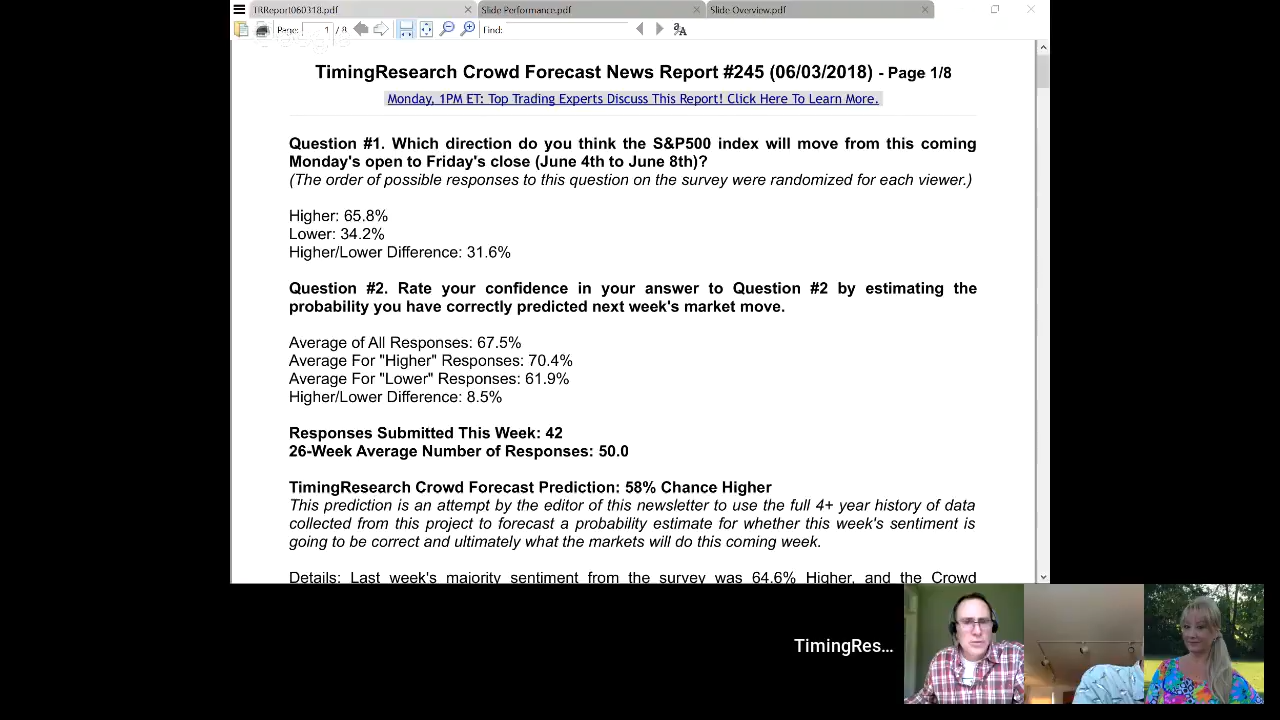 TRReport060318.pdf
Slide Performance.pdf
Slide Overview.pdf
Page: 1 / 8
Find:
TimingResearch Crowd Forecast News Report #245 (06/03/2018) - Page 1/8
Monday, 1PM ET: Top Trading Experts Discuss This Report! Click Here To Learn More.
Question #1. Which direction do you think the S&P500 index will move from this coming
Monday's open to Friday's close (June 4th to June 8th)?
(The order of possible responses to this question on the survey were randomized for each viewer.)
Higher: 65.8%
Lower: 34.2%
Higher/Lower Difference: 31.6%
Question #2. Rate your confidence in your answer to Question #2 by estimating the
probability you have correctly predicted next week's market move.
Average of All Responses: 67.5%
Average For "Higher" Responses: 70.4%
Average For "Lower" Responses: 61.9%
Higher/Lower Difference: 8.5%
Responses Submitted This Week: 42
26-Week Average Number of Responses: 50.0
TimingResearch Crowd Forecast Prediction: 58% Chance Higher
This prediction is an attempt by the editor of this newsletter to use the full 4+ year history of data
collected from this project to forecast a probability estimate for whether this week's sentiment is
going to be correct and ultimately what the markets will do this coming week.
Details: Last week's majority sentiment from the survey was 64.6% Higher, and the Crowd
TimingRes...